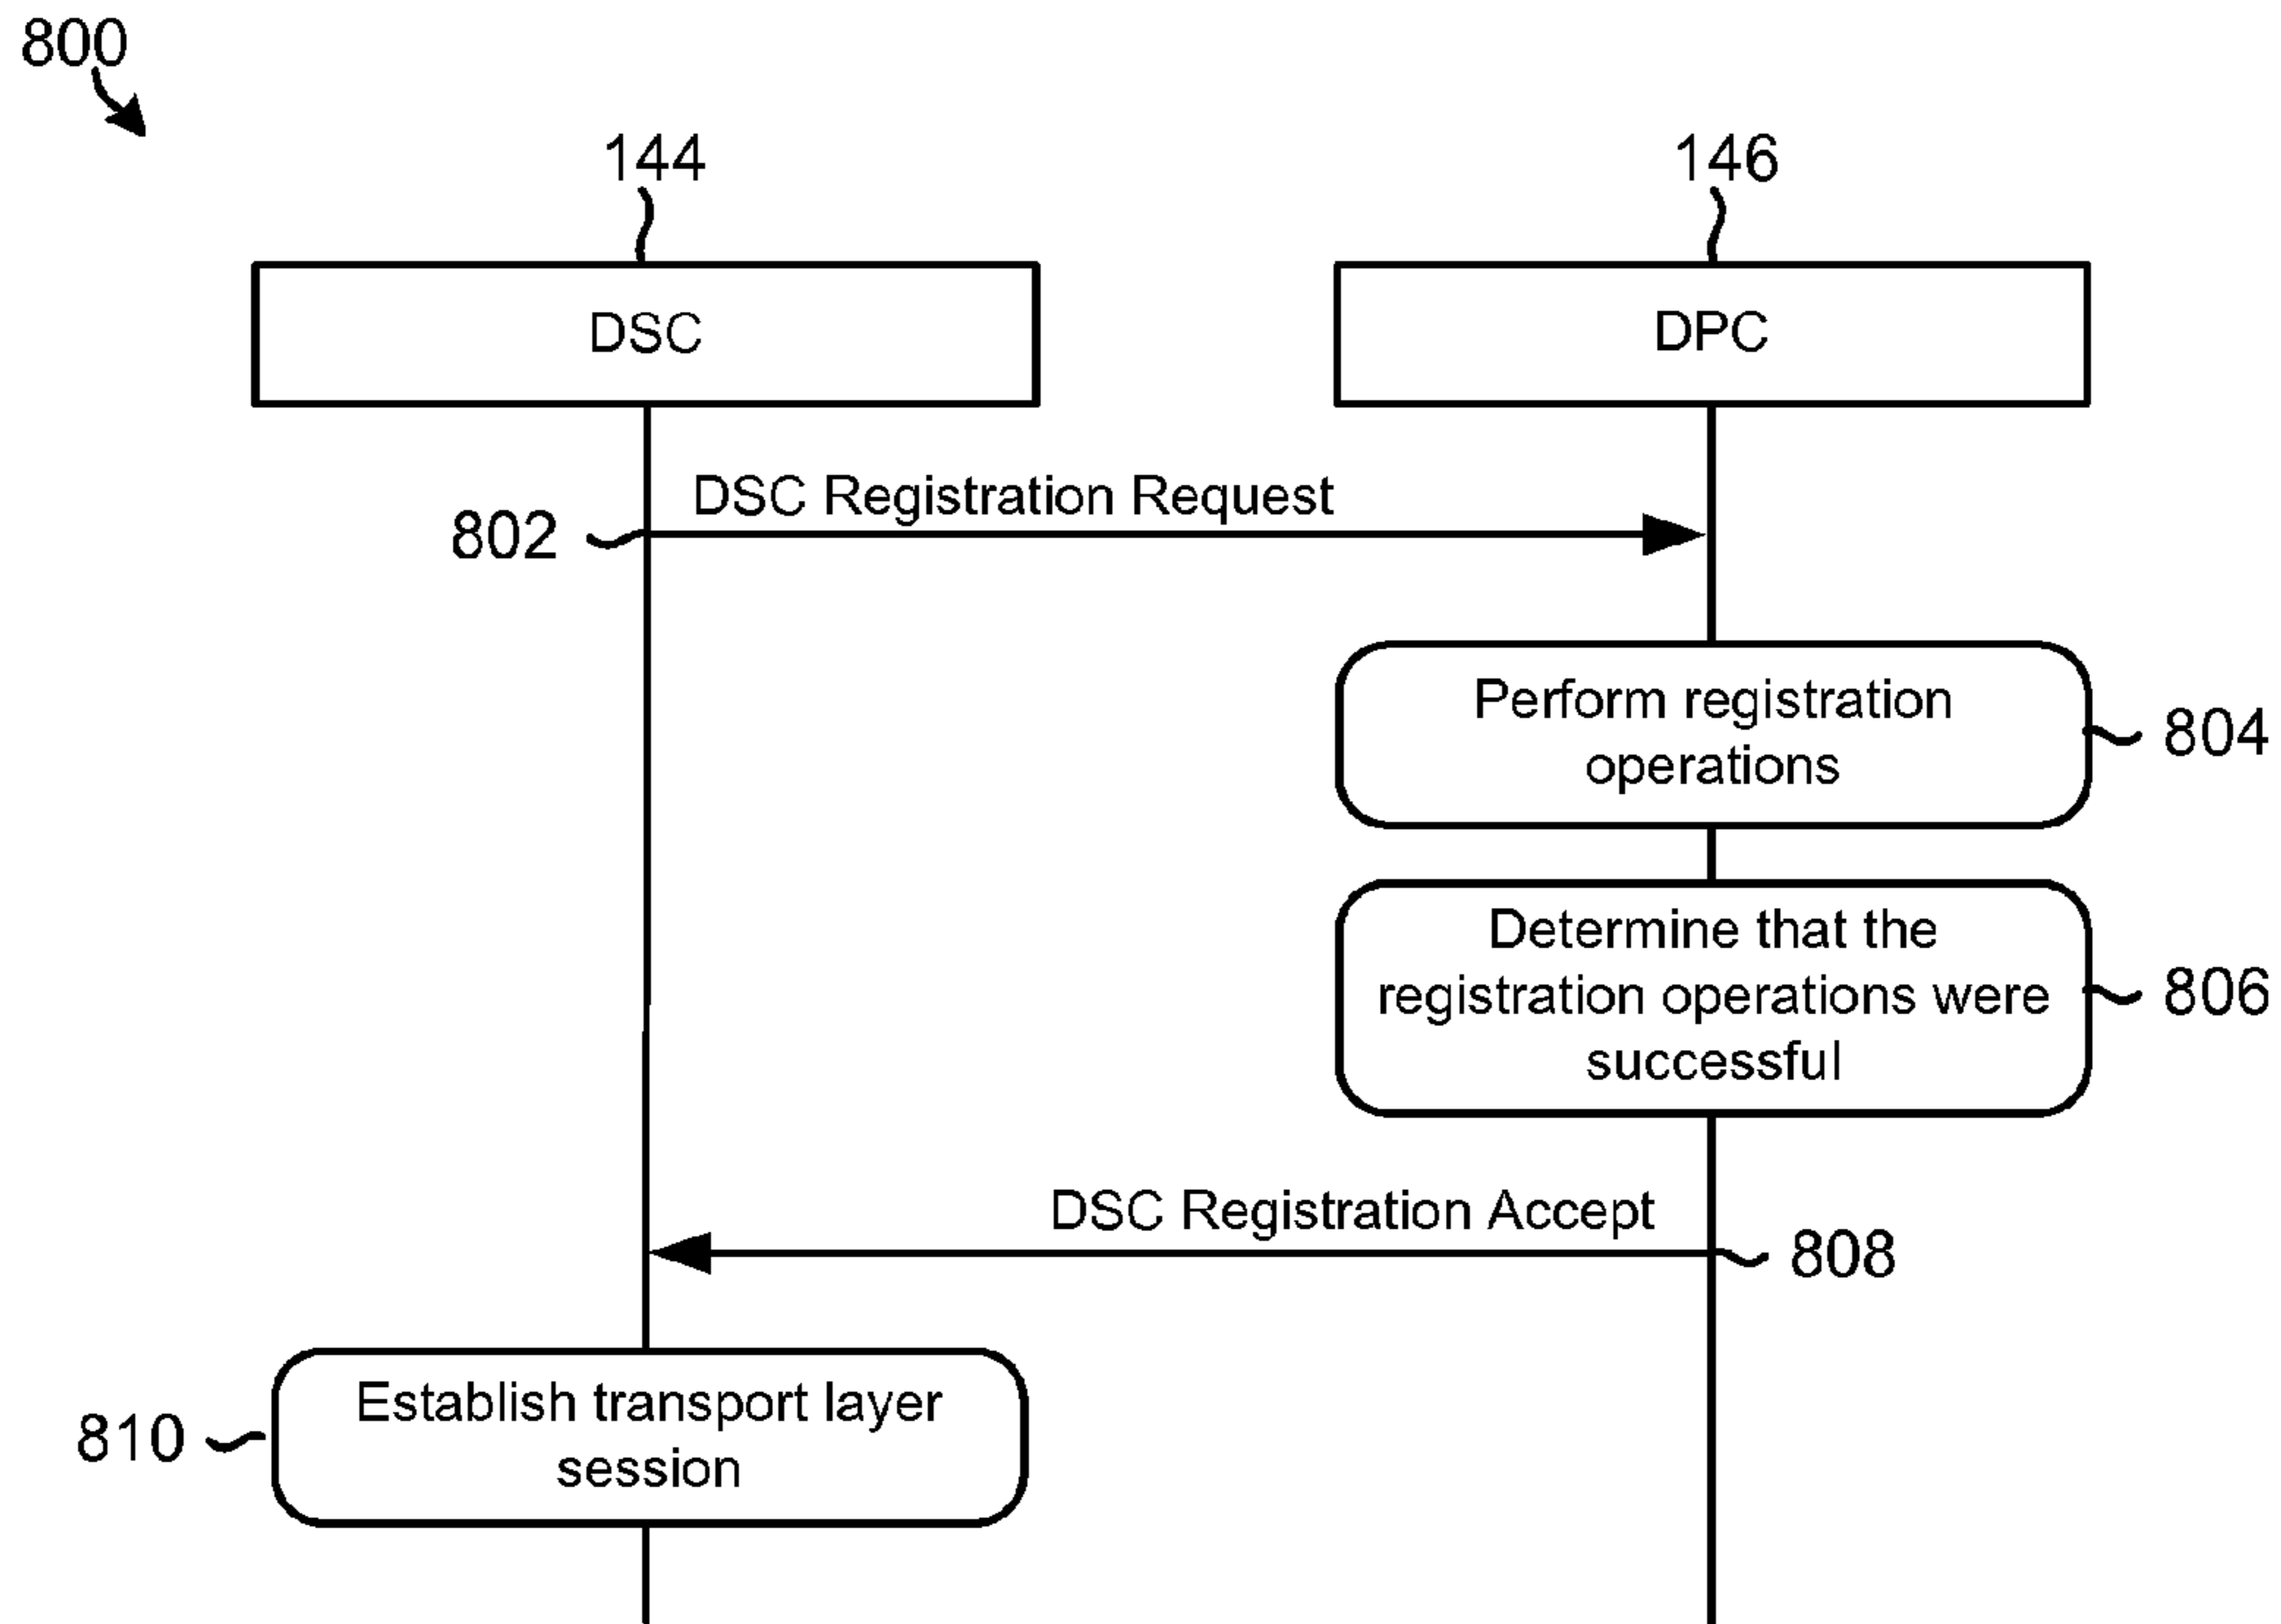 800
144
146
DSC
DPC
DSC Registration Request
802
Perform registration
operations
804
Determine that the
registration operations were
successful
806
DSC Registration Accept
808
Establish transport layer
session
810